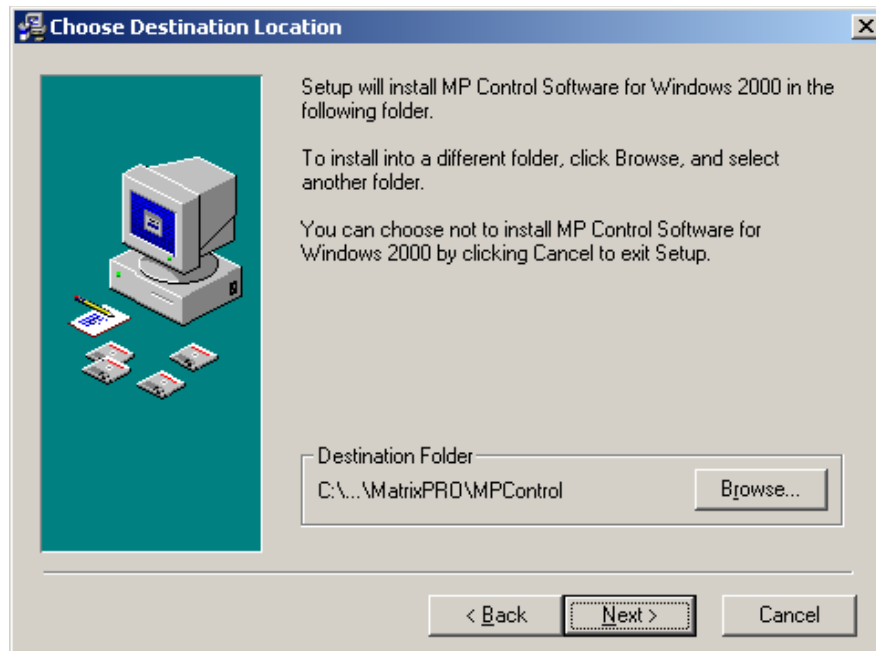 Choose Destination Location
Setup will install MP Control Software for Windows 2000 in the
following folder.
To install into a different folder, click Browse, and select
another folder.
You can choose not to install MP Control Software for
Windows 2000 by clicking Cancel to exit Setup.
Destination Folder
C:\...\MatrixPRO\MPControl
Browse...
< Back
Next >
Cancel